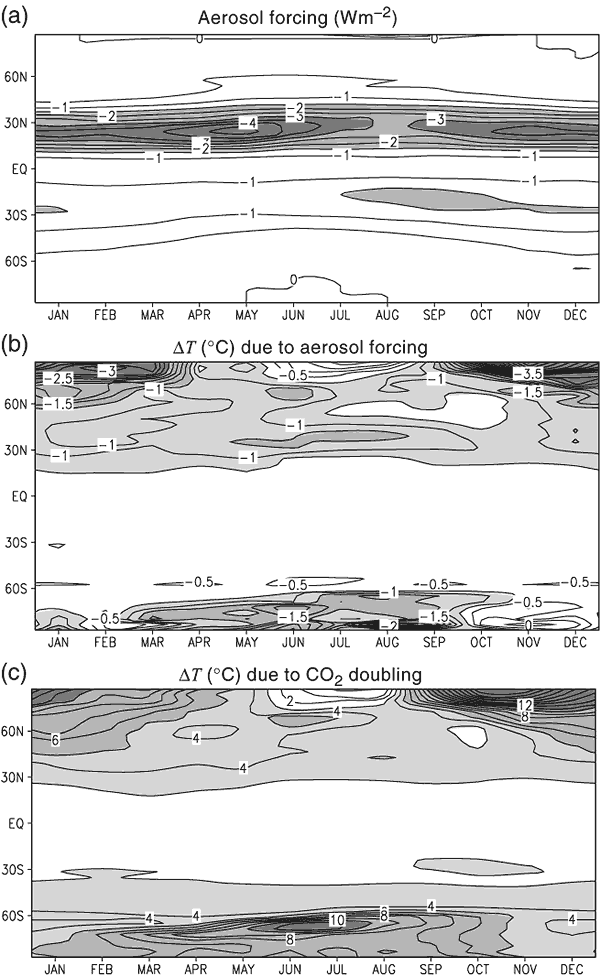 (a) Aerosol forcing (Wm−2)
0 0
60N
−1 −2 −1
−1 −2 −3 −3
30N −4
−3 −2 −2
−1 −1 −1
EQ
−1 −1
30S −1
60S
0
JAN FEB MAR APR MAY JUN JUL AUG SEP OCT NOV DEC
(b) ΔT (°C) due to aerosol forcing
−2.5 −3 −0.5 −1 −3.5
−1.5 −1 −1.5
60N
−1 −1
30N −1 −1
EQ
30S
−0.5 −0.5 −0.5 −0.5
60S −1
−0.5 −1.5 −1.5 −0.5
−2 0
JAN FEB MAR APR MAY JUN JUL AUG SEP OCT NOV DEC
(c) ΔT (°C) due to CO2 doubling
2 12
4 8
60N 6 4
4
30N
EQ
30S
60S 4 4 10 8 4 4
8
JAN FEB MAR APR MAY JUN JUL AUG SEP OCT NOV DEC